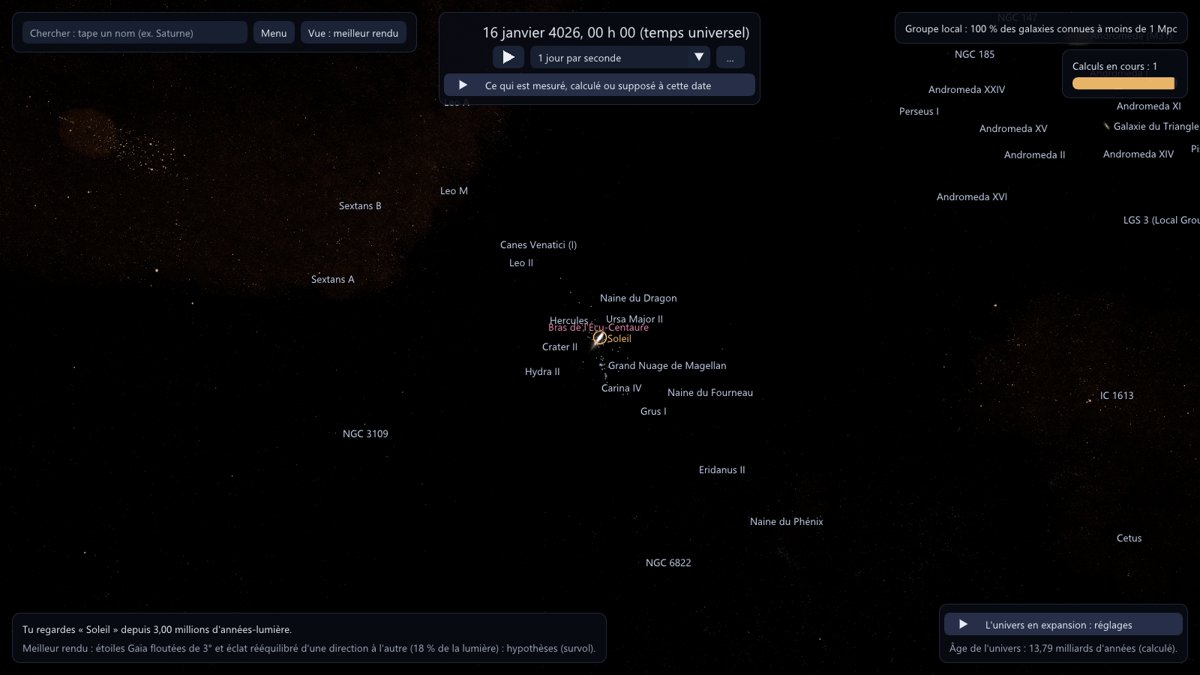 Chercher : tape un nom (ex. Saturne)
Menu
Vue : meilleur rendu
16 janvier 4026, 00 h 00 (temps universel)
1 jour par seconde
...
Ce qui est mesuré, calculé ou supposé à cette date
Groupe local : 100 % des galaxies connues à moins de 1 Mpc
Calculs en cours : 1
NGC 147
NGC 185
Andromeda XXIV
Perseus I
Andromeda XI
Andromeda XV
Galaxie du Triangle
Andromeda II
Andromeda XIV
Andromeda XVI
LGS 3 (Local Grou
Leo A
Leo M
Sextans B
Canes Venatici (I)
Leo II
Sextans A
Naine du Dragon
Hercules
Ursa Major II
Bras de l'Écu-Centaure
Soleil
Crater II
Grand Nuage de Magellan
Hydra II
Carina IV
Naine du Fourneau
Grus I
IC 1613
NGC 3109
Eridanus II
Naine du Phénix
Cetus
NGC 6822
Tu regardes « Soleil » depuis 3,00 millions d'années-lumière.
Meilleur rendu : étoiles Gaia floutées de 3° et éclat rééquilibré d'une direction à l'autre (18 % de la lumière) : hypothèses (survol).
L'univers en expansion : réglages
Âge de l'univers : 13,79 milliards d'années (calculé).